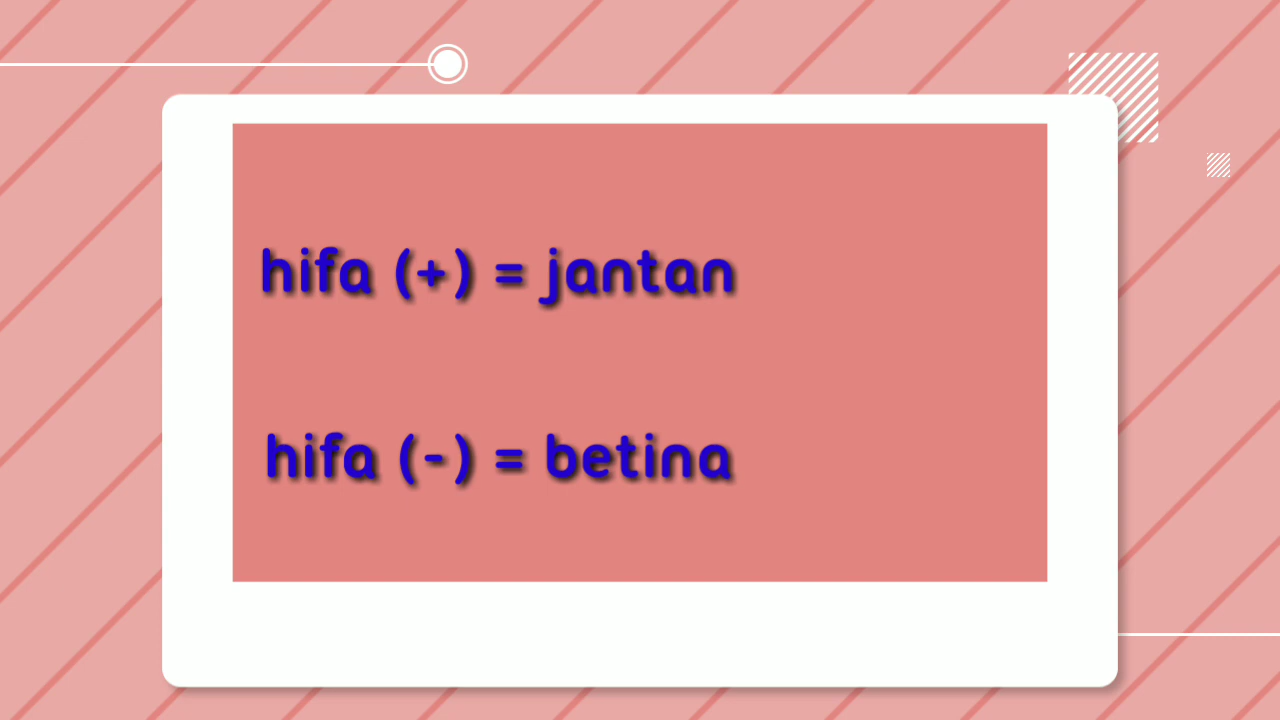 hifa (+) = jantan
hifa (-) = betina